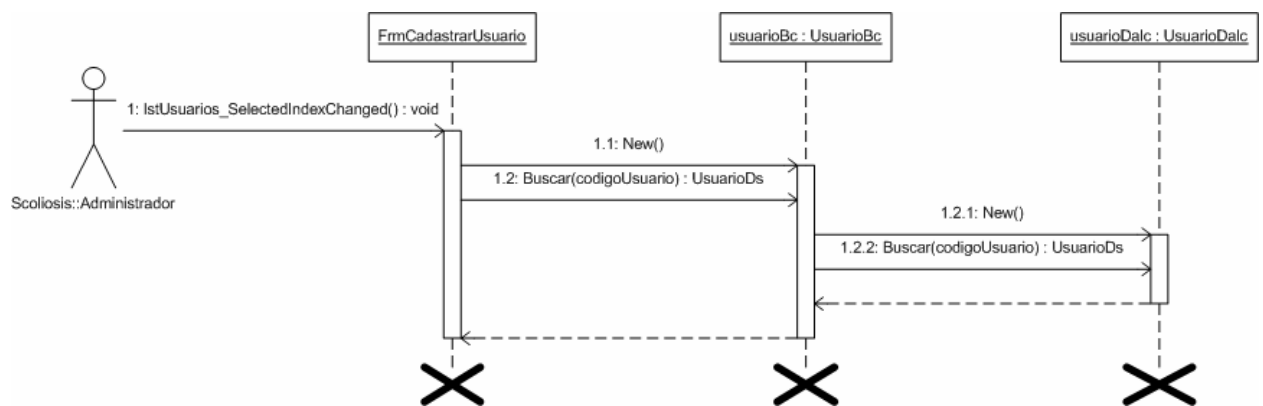 FrmCadastrarUsuario
usuarioBc : UsuarioBc
usuarioDalc : UsuarioDalc
1: lstUsuarios_SelectedIndexChanged() : void
1.1: New()
1.2: Buscar(codigoUsuario) : UsuarioDs
Scoliosis::Administrador
1.2.1: New()
1.2.2: Buscar(codigoUsuario) : UsuarioDs